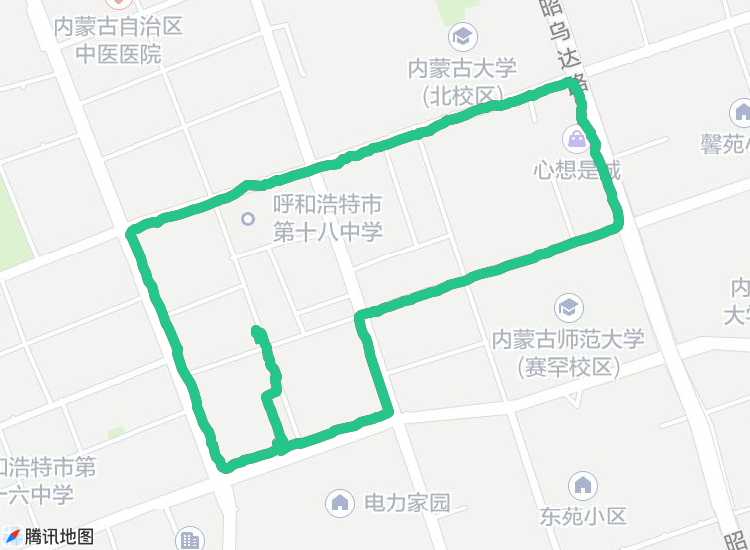 内蒙古自治区
中医医院
昭乌达路
内蒙古大学
(北校区)
馨苑小
心想是城
呼和浩特市
第十八中学
内
大学
内蒙古师范大学
(赛罕校区)
和浩特市第
十六中学
电力家园
东苑小区
昭
腾讯地图